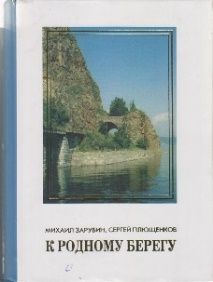 МИХАИЛ ЗАРУБИН, СЕРГЕЙ ПЛЮЩЕНКОВ
К РОДНОМУ БЕРЕГУ